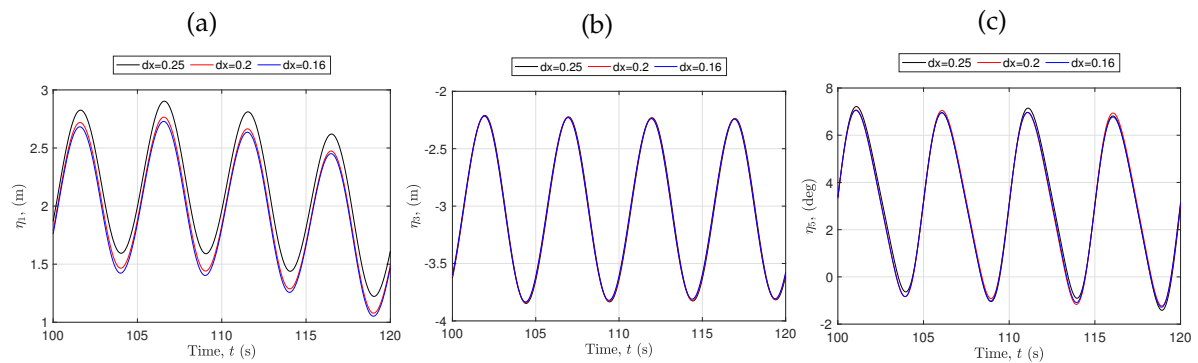 (a)
dx=0.25 dx=0.2 dx=0.16
3
2.5
2
1.5
1
η1, (m)
100 105 110 115 120
Time, t (s)
(b)
dx=0.25 dx=0.2 dx=0.16
-2
-2.5
-3
-3.5
-4
η3, (m)
100 105 110 115 120
Time, t (s)
(c)
dx=0.25 dx=0.2 dx=0.16
8
6
4
2
0
-2
η5, (deg)
100 105 110 115 120
Time, t (s)